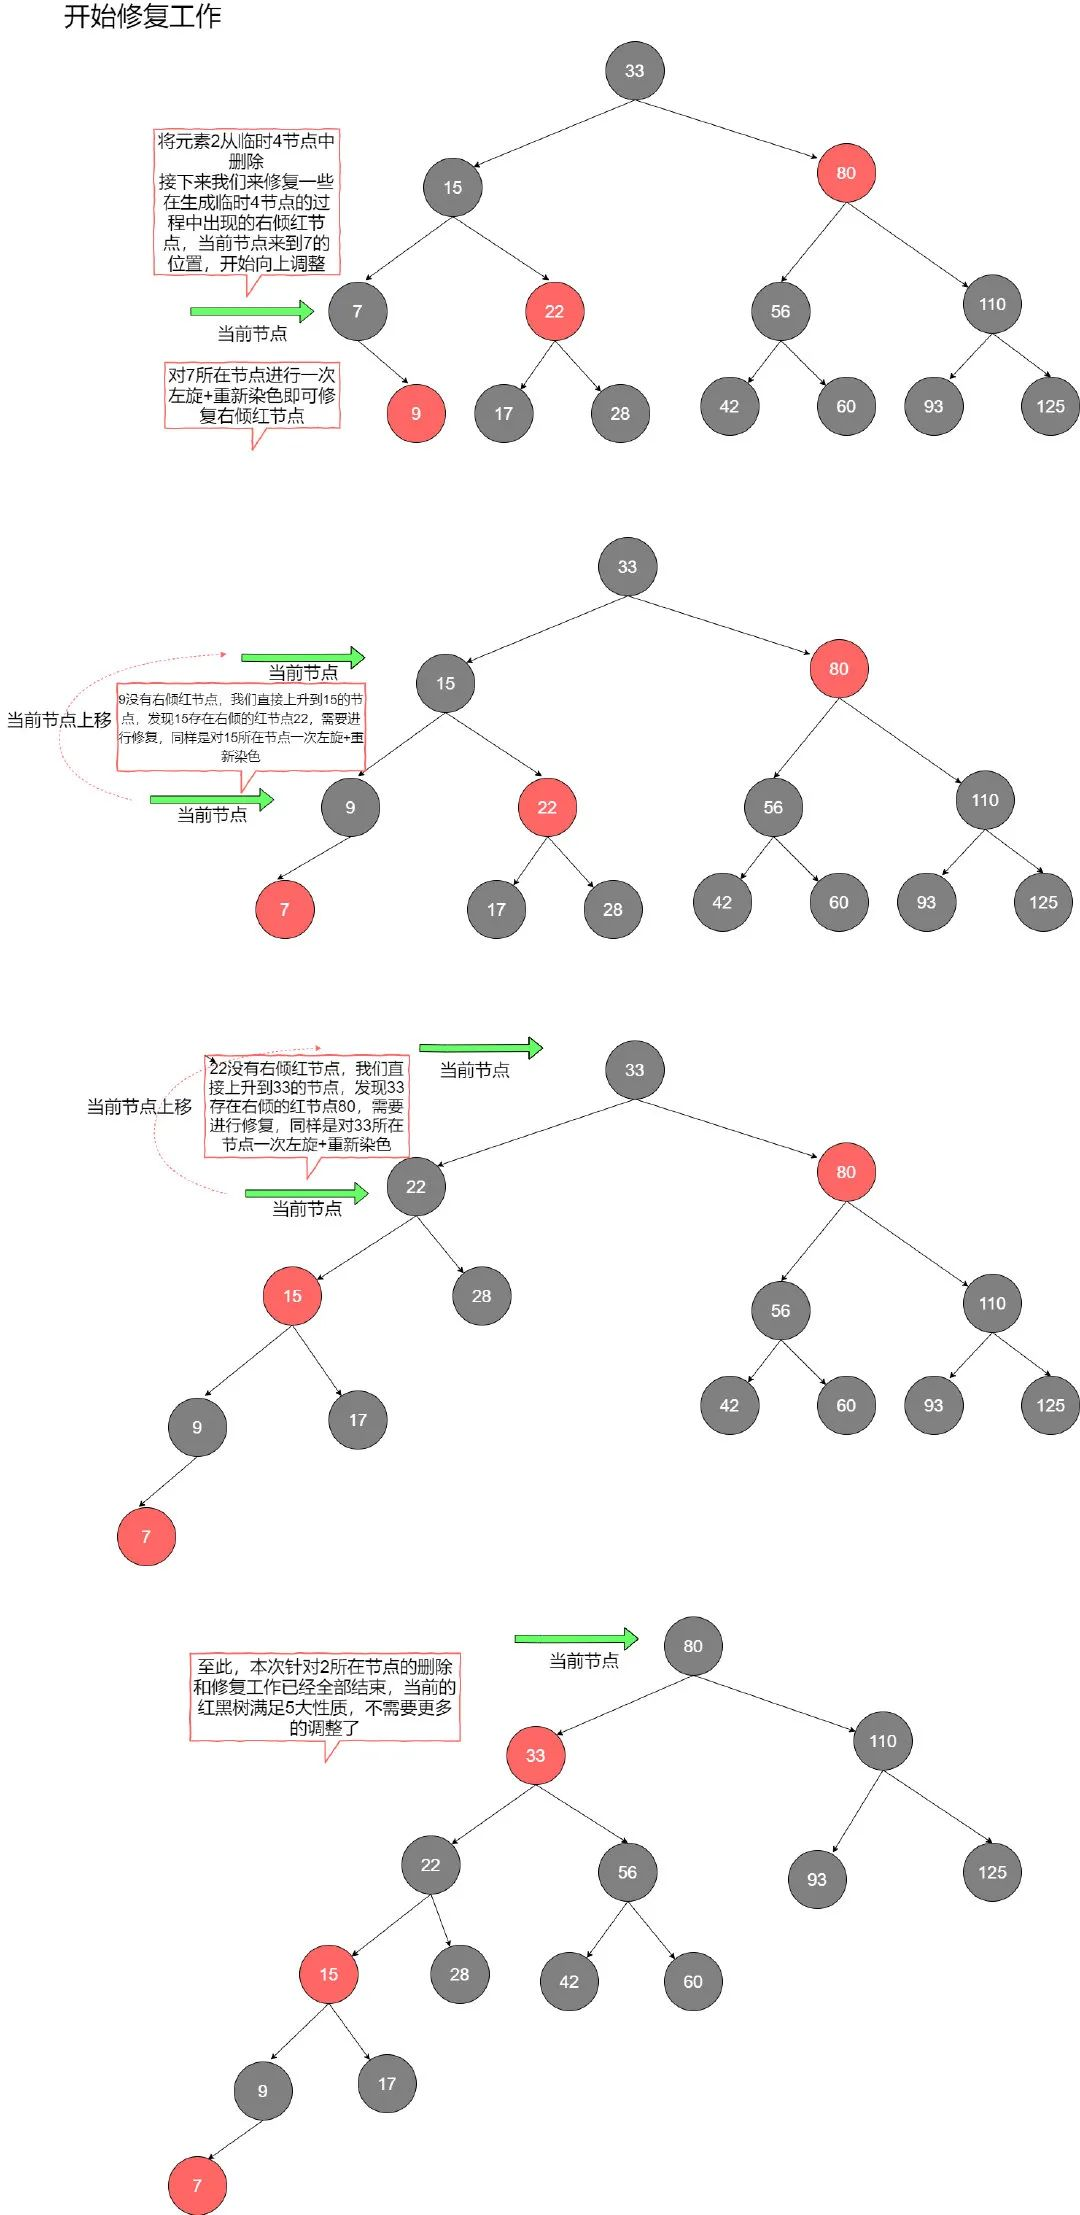 开始修复工作
33
将元素2从临时4节点中
删除
接下来我们来修复一些
在生成临时4节点的过
程中出现的右倾红节
点，当前节点来到7的
位置，开始向上调整
15
80
当前节点
7
22
56
110
对7所在节点进行一次
左旋+重新染色即可修
复右倾红节点
9
17
28
42
60
93
125
33
当前节点
15
80
当前节点上移
9没有右倾红节点，我们直接上升到15的节
点，发现15存在右倾的红节点22，需要进
行修复，同样是对15所在节点一次左旋+重
新染色
当前节点
9
22
56
110
7
17
28
42
60
93
125
当前节点
33
当前节点上移
22没有右倾红节点，我们直
接上升到33的节点，发现33
存在右倾的红节点80，需要
进行修复，同样是对33所在
节点一次左旋+重新染色
当前节点
22
80
15
28
56
110
9
17
42
60
93
125
7
当前节点
80
至此，本次针对2所在节点的删除
和修复工作已经全部结束，当前的
红黑树满足5大性质，不需要更多
的调整了
33
110
22
56
93
125
15
28
42
60
9
17
7